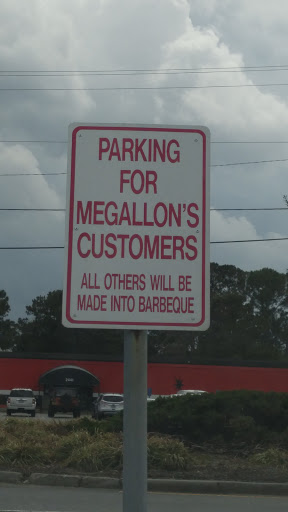 PARKING
FOR
MEGALLON'S
CUSTOMERS
ALL OTHERS WILL BE
MADE INTO BARBEQUE